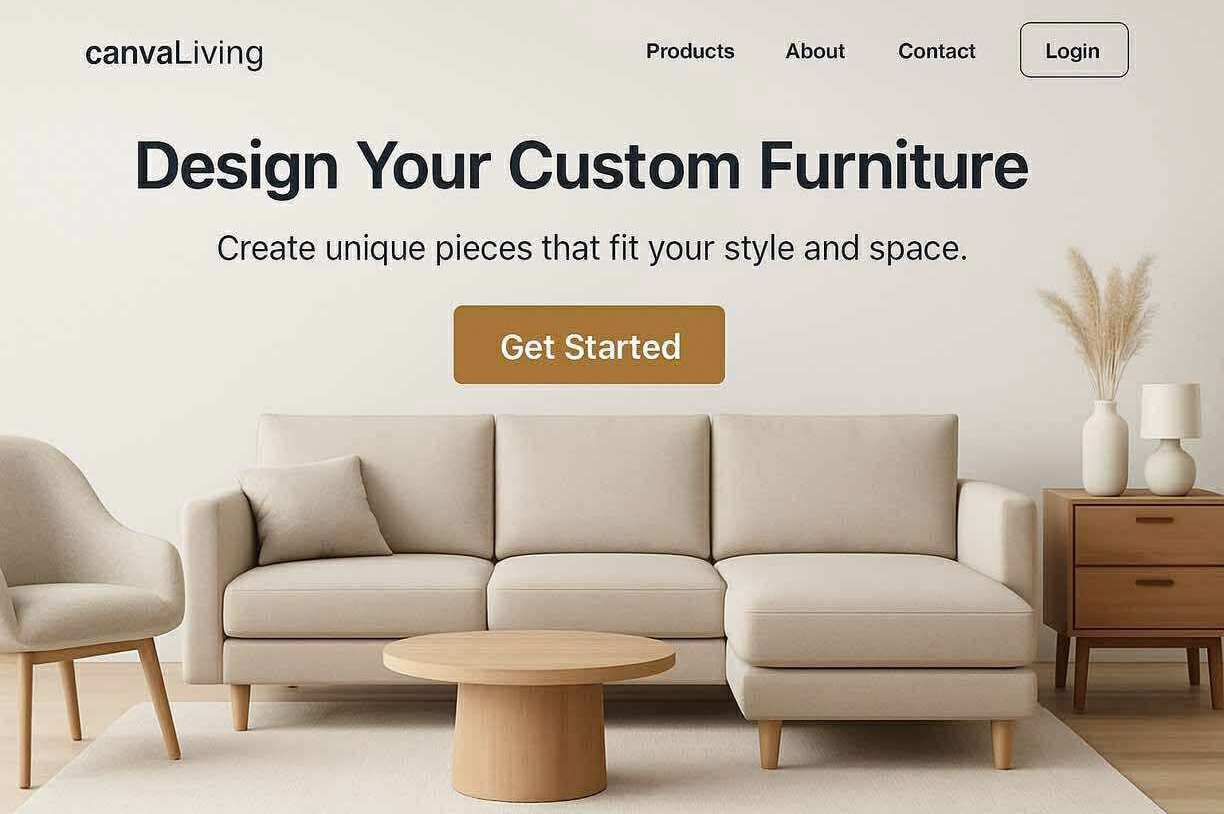 canvaLiving
Products About Contact Login
Design Your Custom Furniture
Create unique pieces that fit your style and space.
Get Started